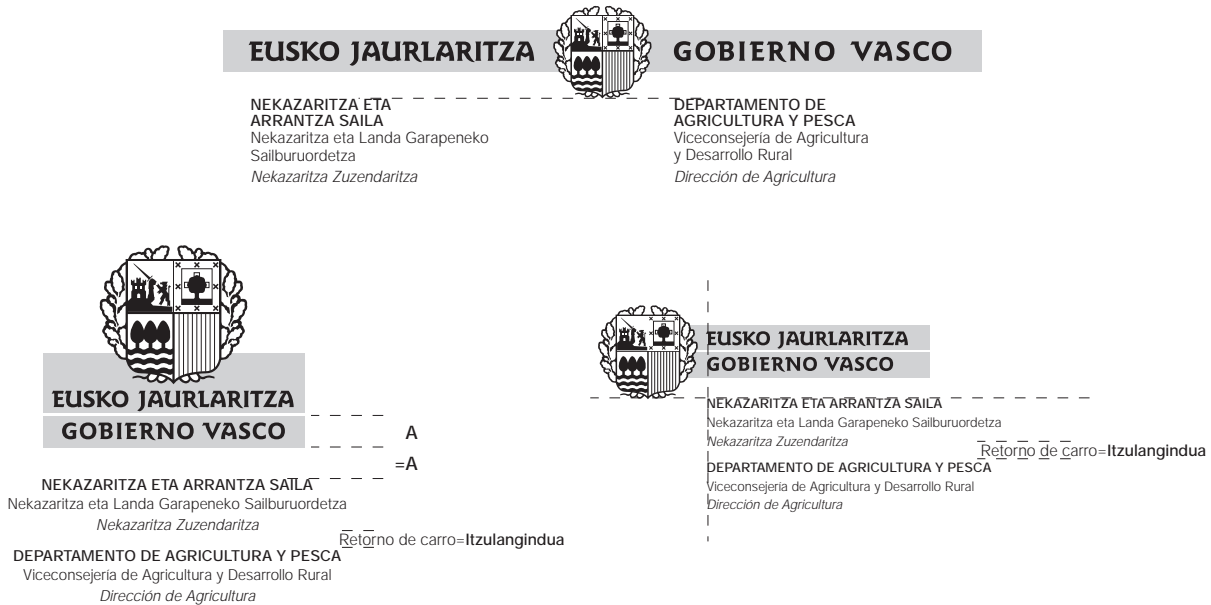 EUSKO JAURLARITZA
GOBIERNO VASCO
NEKAZARITZA ETA
ARRANTZA SAILA
Nekazaritza eta Landa Garapeneko
Sailburuordetza
Nekazaritza Zuzendaritza
DEPARTAMENTO DE
AGRICULTURA Y PESCA
Viceconsejería de Agricultura
y Desarrollo Rural
Dirección de Agricultura
EUSKO JAURLARITZA
GOBIERNO VASCO
A
=A
NEKAZARITZA ETA ARRANTZA SAILA
Nekazaritza eta Landa Garapeneko Sailburuordetza
Nekazaritza Zuzendaritza
Retorno de carro=Itzulangindua
DEPARTAMENTO DE AGRICULTURA Y PESCA
Viceconsejería de Agricultura y Desarrollo Rural
Dirección de Agricultura
EUSKO JAURLARITZA
GOBIERNO VASCO
NEKAZARITZA ETA ARRANTZA SAILA
Nekazaritza eta Landa Garapeneko Sailburuordetza
Nekazaritza Zuzendaritza
Retorno de carro=Itzulangindua
DEPARTAMENTO DE AGRICULTURA Y PESCA
Viceconsejería de Agricultura y Desarrollo Rural
Dirección de Agricultura